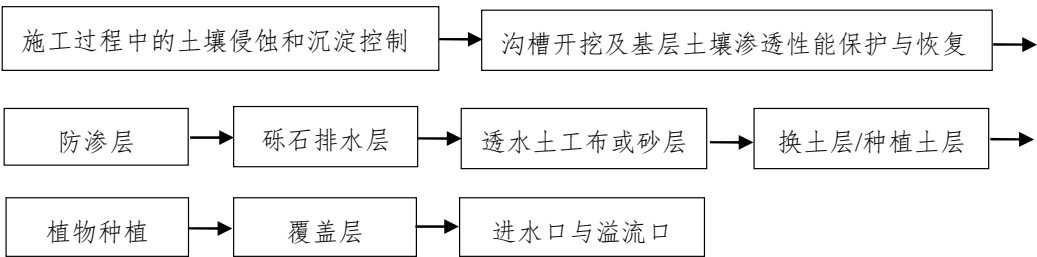 施工过程中的土壤侵蚀和沉淀控制 沟槽开挖及基层土壤渗透性能保护与恢复
防渗层 砾石排水层 透水土工布或砂层 换土层/种植土层
植物种植 覆盖层 进水口与溢流口